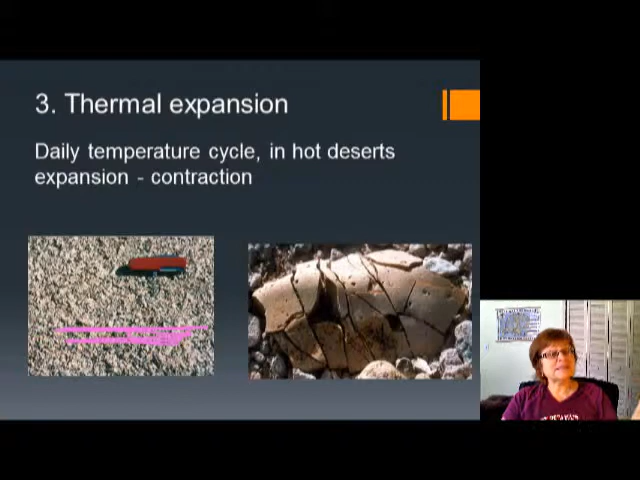 3. Thermal expansion
Daily temperature cycle, in hot deserts
expansion - contraction